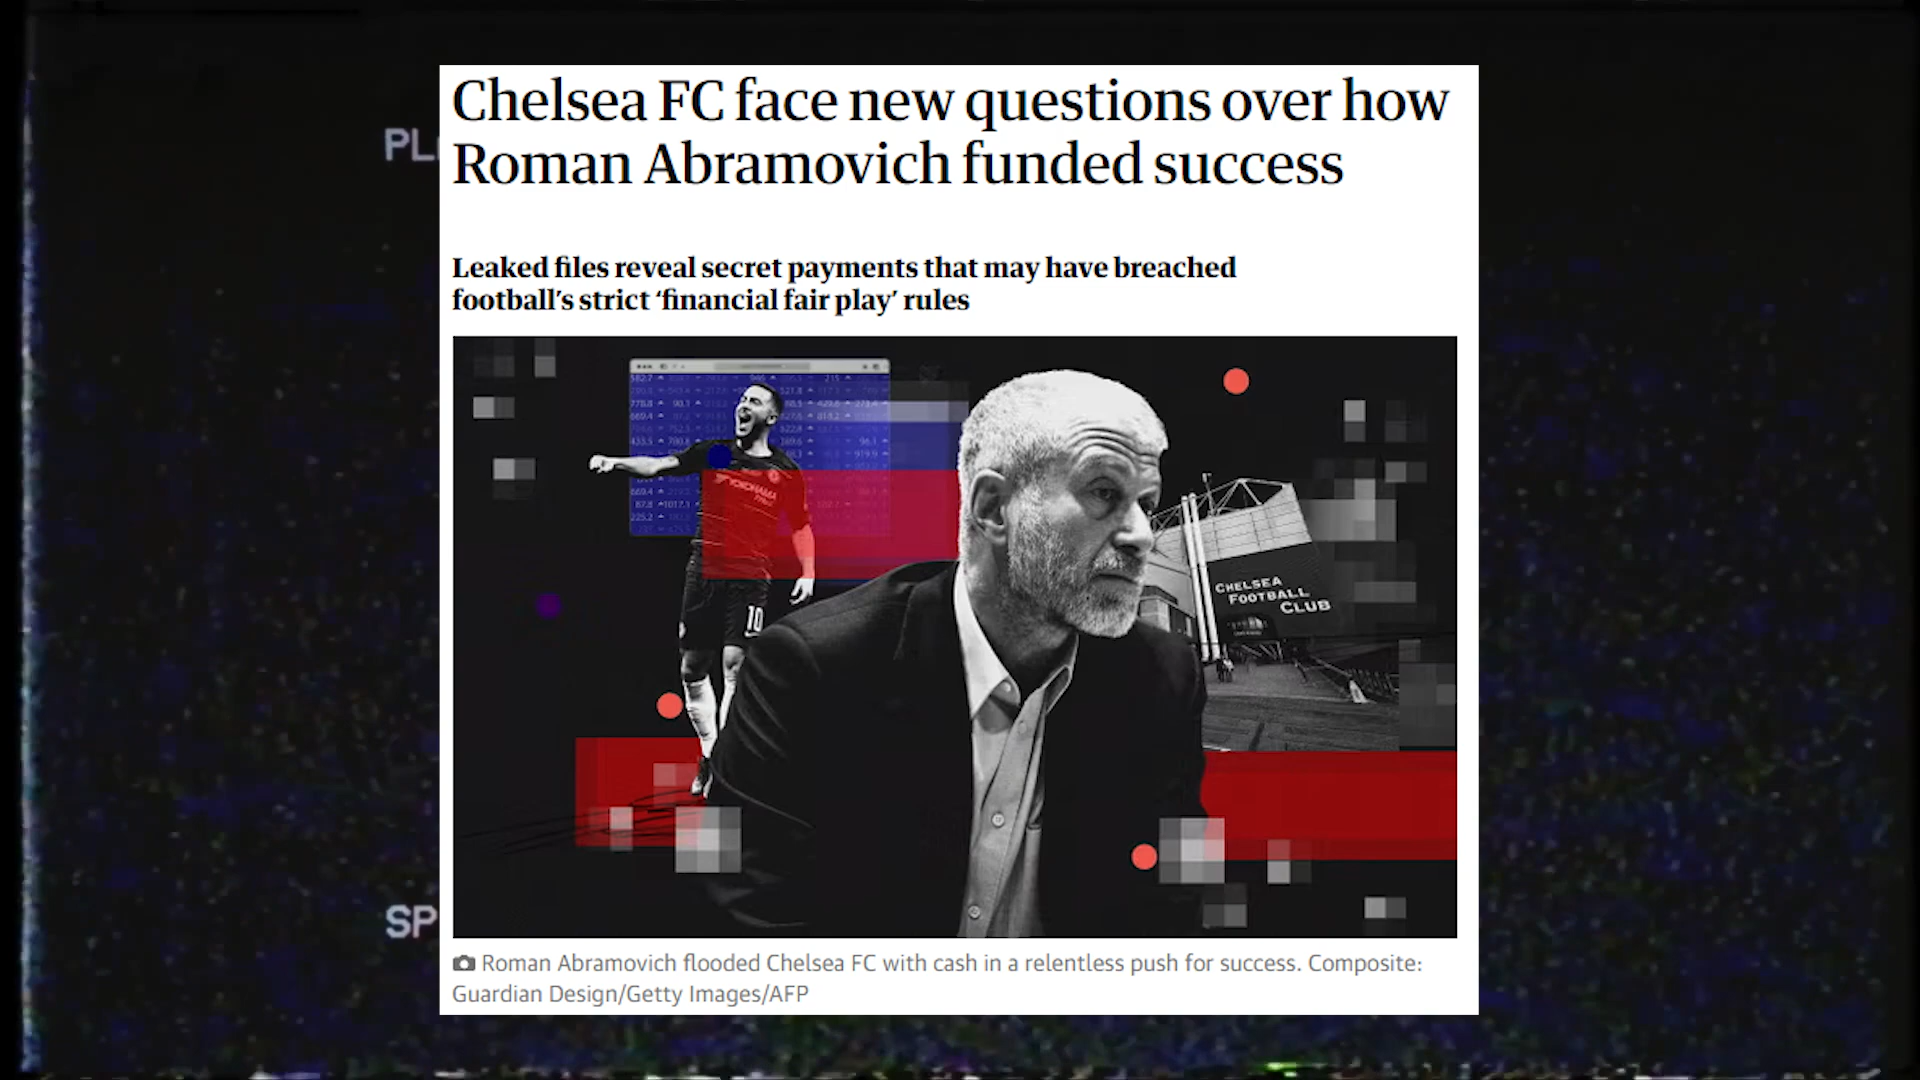 Chelsea FC face new questions over how
Roman Abramovich funded success
PL
Leaked files reveal secret payments that may have breached
football's strict ‘financial fair play’ rules
YOKOHAMA
10
CHELSEA
FOOTBALL
CLUB
SP
Roman Abramovich flooded Chelsea FC with cash in a relentless push for success. Composite:
Guardian Design/Getty Images/AFP